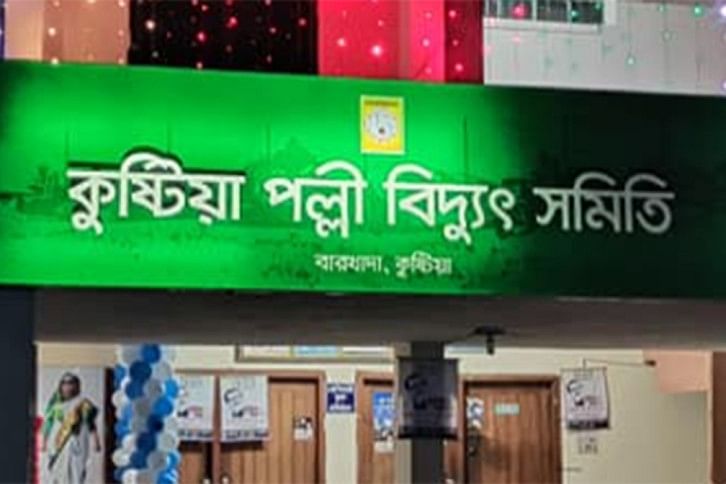 কুষ্টিয়া পল্লী বিদ্যুৎ সমিতি
বারখাদা, কুষ্টিয়া